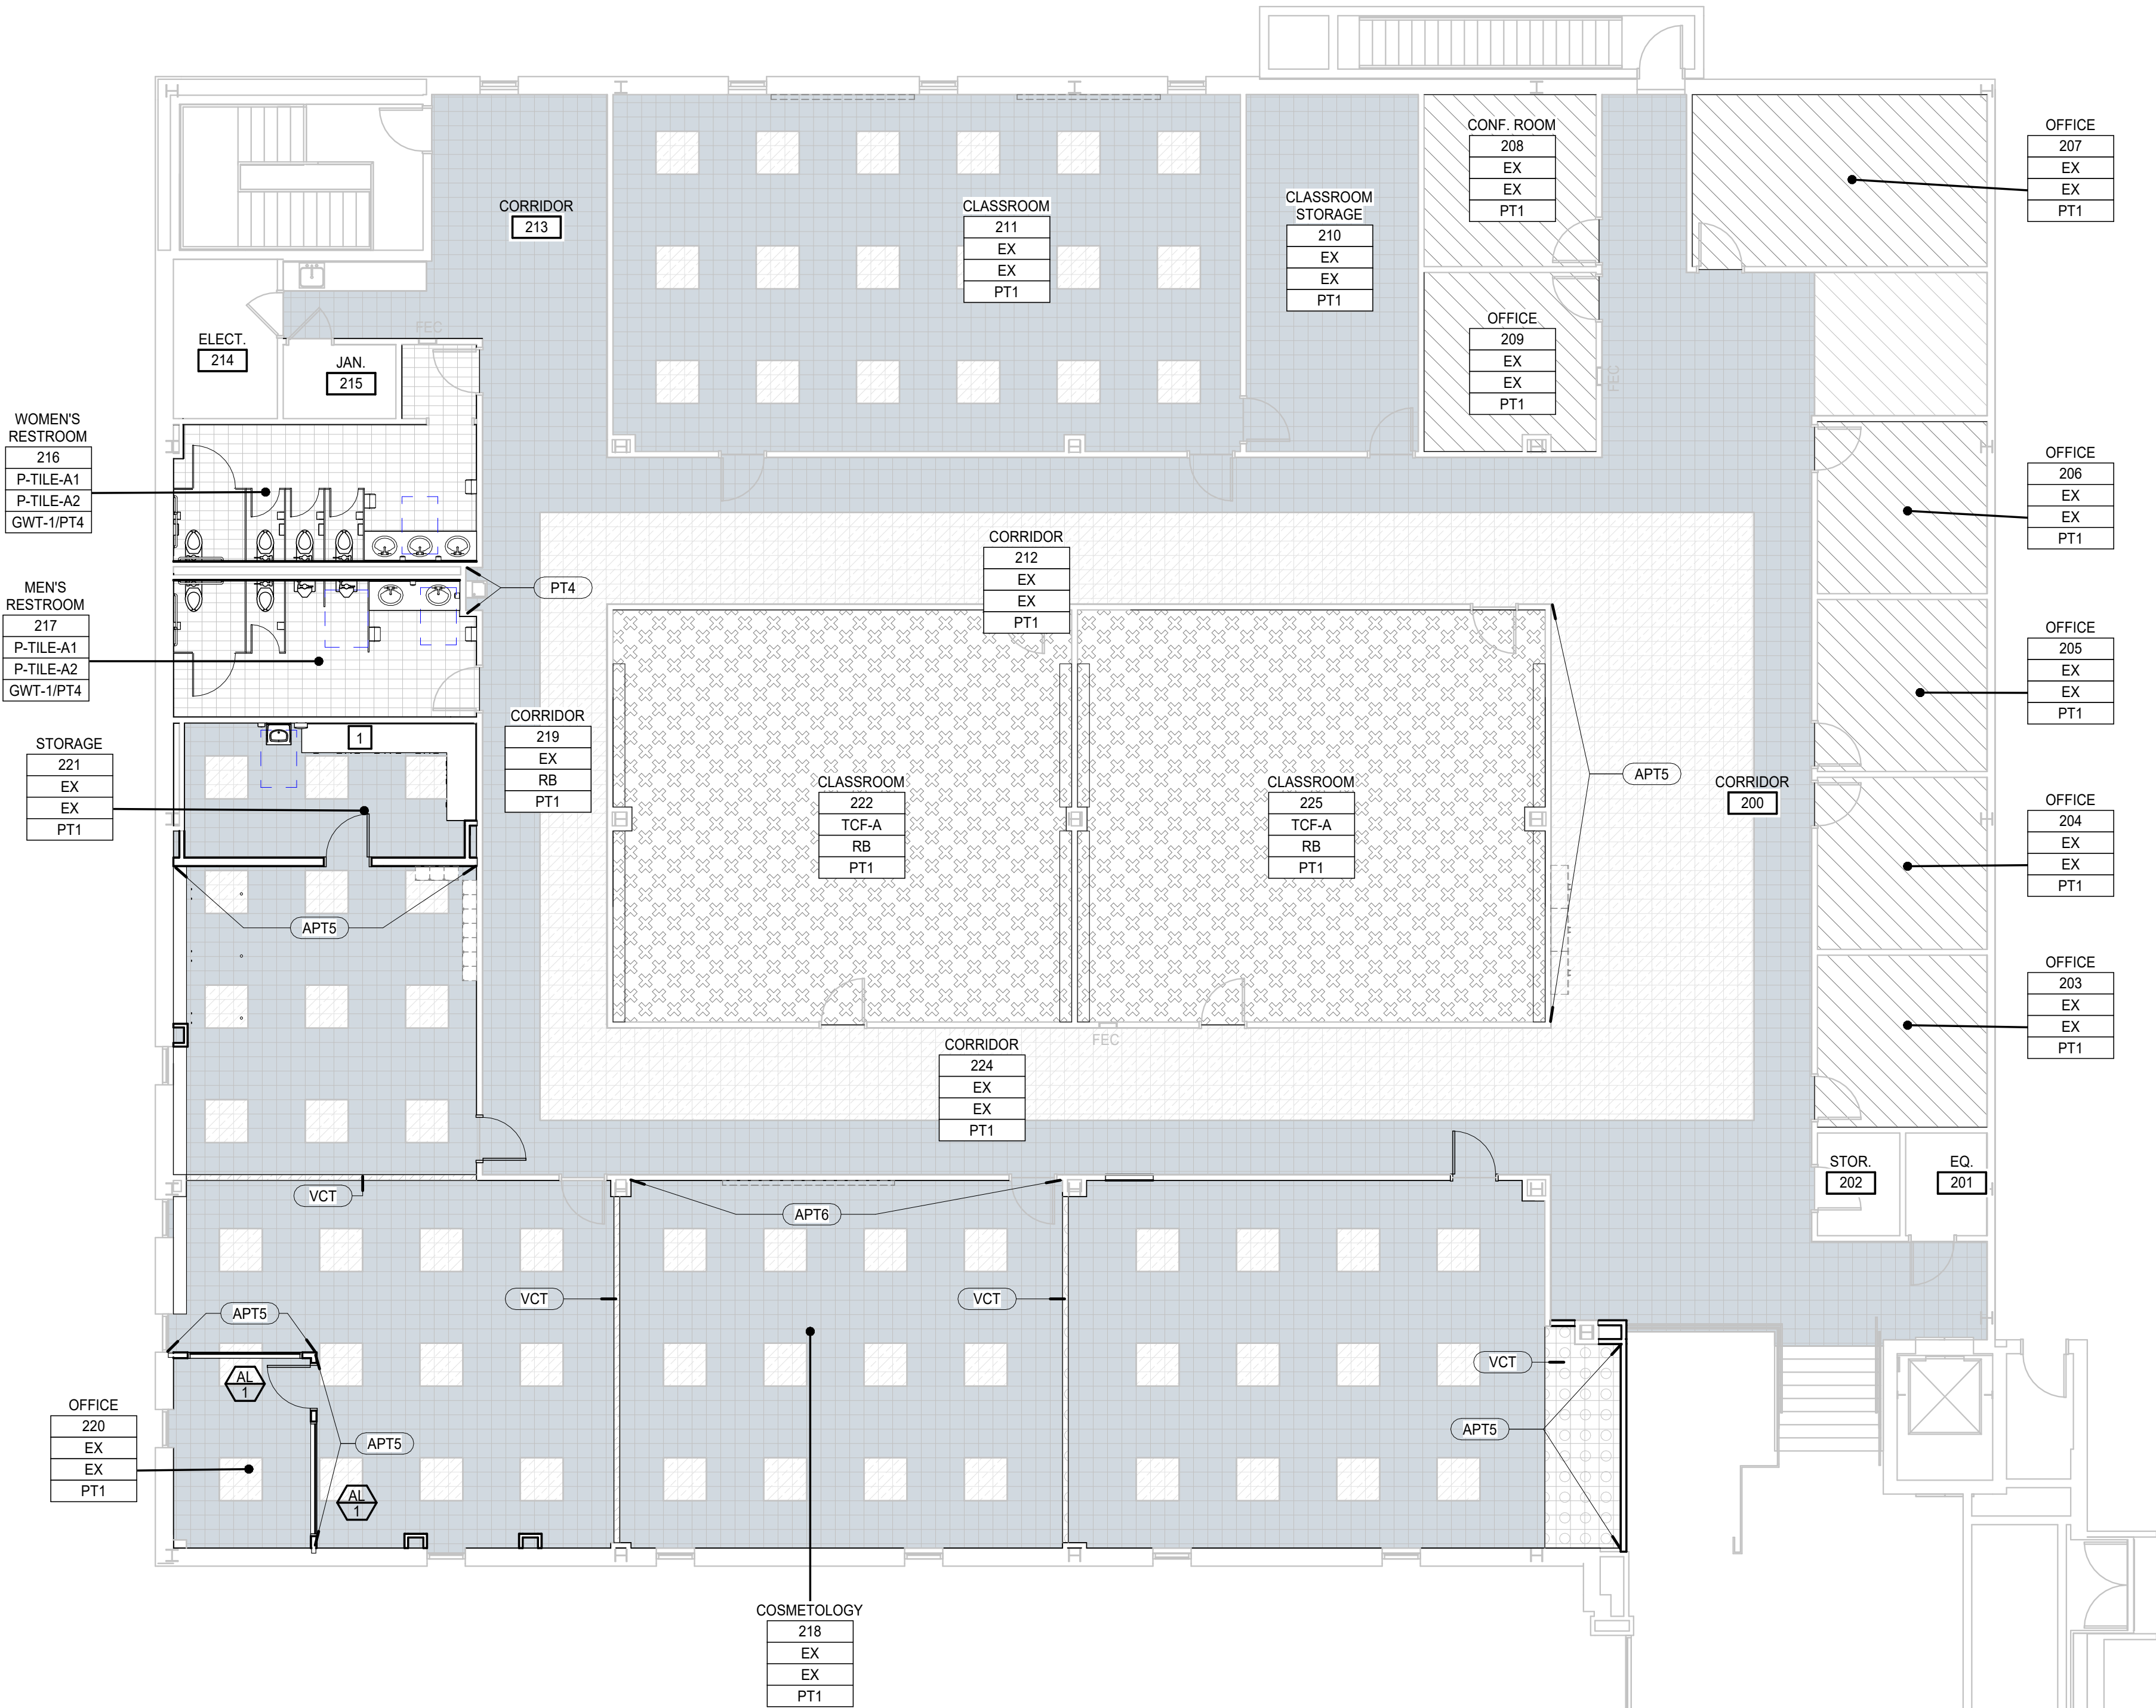 CONF. ROOM
208
EX
EX
PT1
OFFICE
207
EX
EX
PT1
CORRIDOR
213
CLASSROOM
211
EX
EX
PT1
CLASSROOM
STORAGE
210
EX
EX
PT1
OFFICE
209
EX
EX
PT1
FEC
FEC
ELECT.
214
JAN.
215
WOMEN'S
RESTROOM
216
P-TILE-A1
P-TILE-A2
GWT-1/PT4
OFFICE
206
EX
EX
PT1
CORRIDOR
212
EX
EX
PT1
PT4
MEN'S
RESTROOM
217
P-TILE-A1
P-TILE-A2
GWT-1/PT4
OFFICE
205
EX
EX
PT1
CORRIDOR
219
EX
RB
PT1
1
STORAGE
221
EX
EX
PT1
CLASSROOM
222
TCF-A
RB
PT1
CLASSROOM
225
TCF-A
RB
PT1
APT5
CORRIDOR
200
OFFICE
204
EX
EX
PT1
APT5
OFFICE
203
EX
EX
PT1
FEC
CORRIDOR
224
EX
EX
PT1
STOR.
202
EQ.
201
VCT
APT6
VCT
VCT
APT5
VCT
AL
1
APT5
APT5
OFFICE
220
EX
EX
PT1
AL
1
COSMETOLOGY
218
EX
EX
PT1